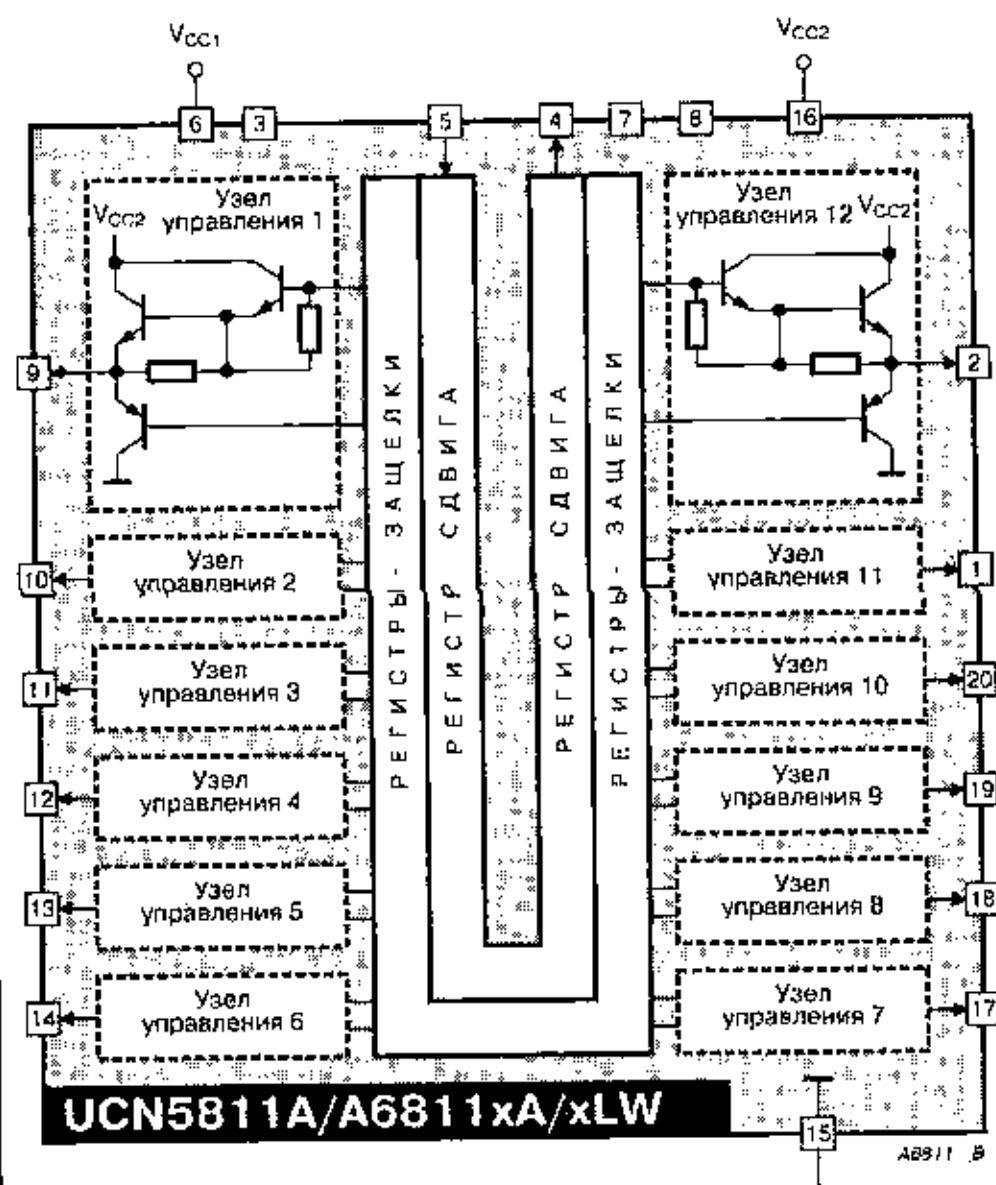 VCC1
VCC2
6
3
5
4
7
8
16
Узел
управления 1
VCC2
Узел
управления 12
VCC2
9
2
РЕГИСТРЫ - ЗАЩЕЛКИ
РЕГИСТР СДВИГА
РЕГИСТР СДВИГА
РЕГИСТРЫ - ЗАЩЕЛКИ
10
Узел
управления 2
Узел
управления 11
1
11
Узел
управления 3
Узел
управления 10
20
12
Узел
управления 4
Узел
управления 9
19
13
Узел
управления 5
Узел
управления 8
18
14
Узел
управления 6
Узел
управления 7
17
UCN5811A/A6811xA/xLW
15
A6811_B